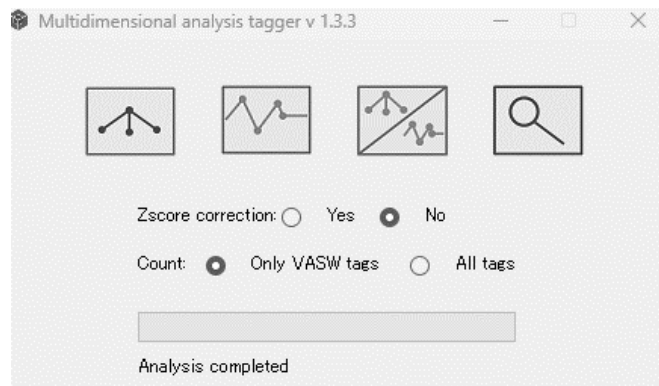 Multidimensional analysis tagger v 1.3.3
Zscore correction: Yes No
Count: Only VASW tags All tags
Analysis completed